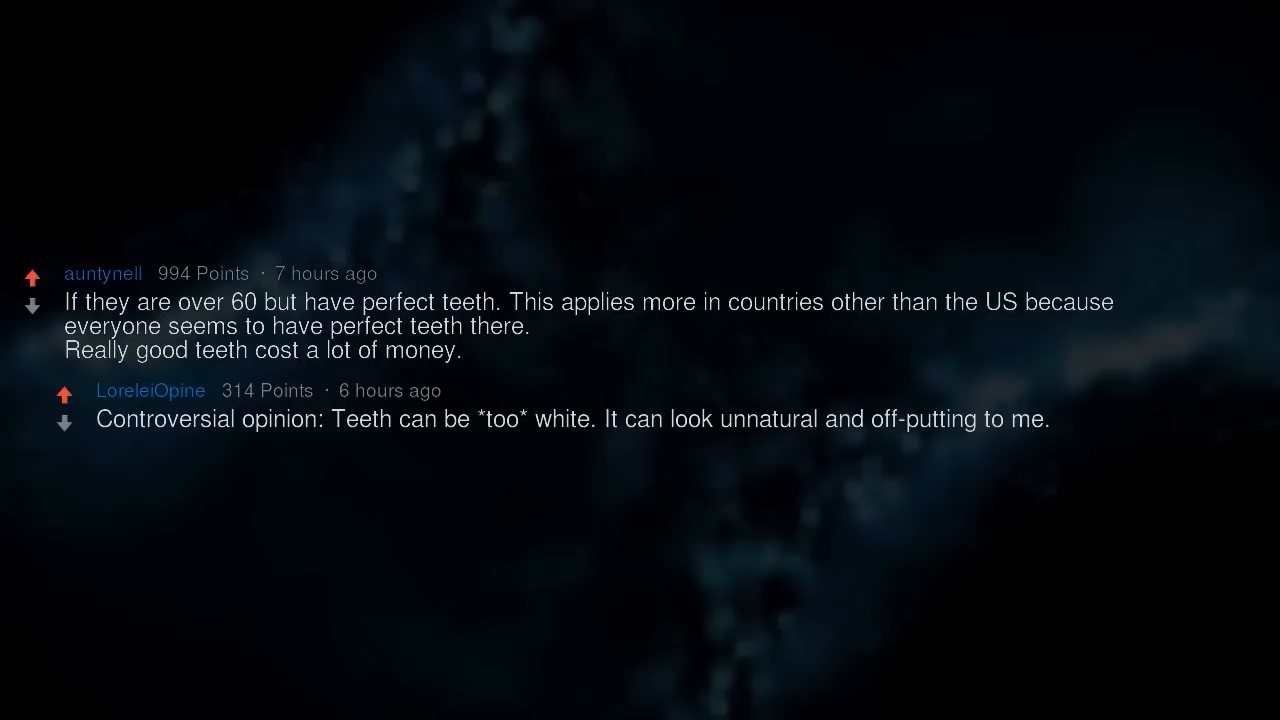 auntynell 994 Points · 7 hours ago
If they are over 60 but have perfect teeth. This applies more in countries other than the US because
everyone seems to have perfect teeth there.
Really good teeth cost a lot of money.
LoreleiOpine 314 Points · 6 hours ago
Controversial opinion: Teeth can be *too* white. It can look unnatural and off-putting to me.